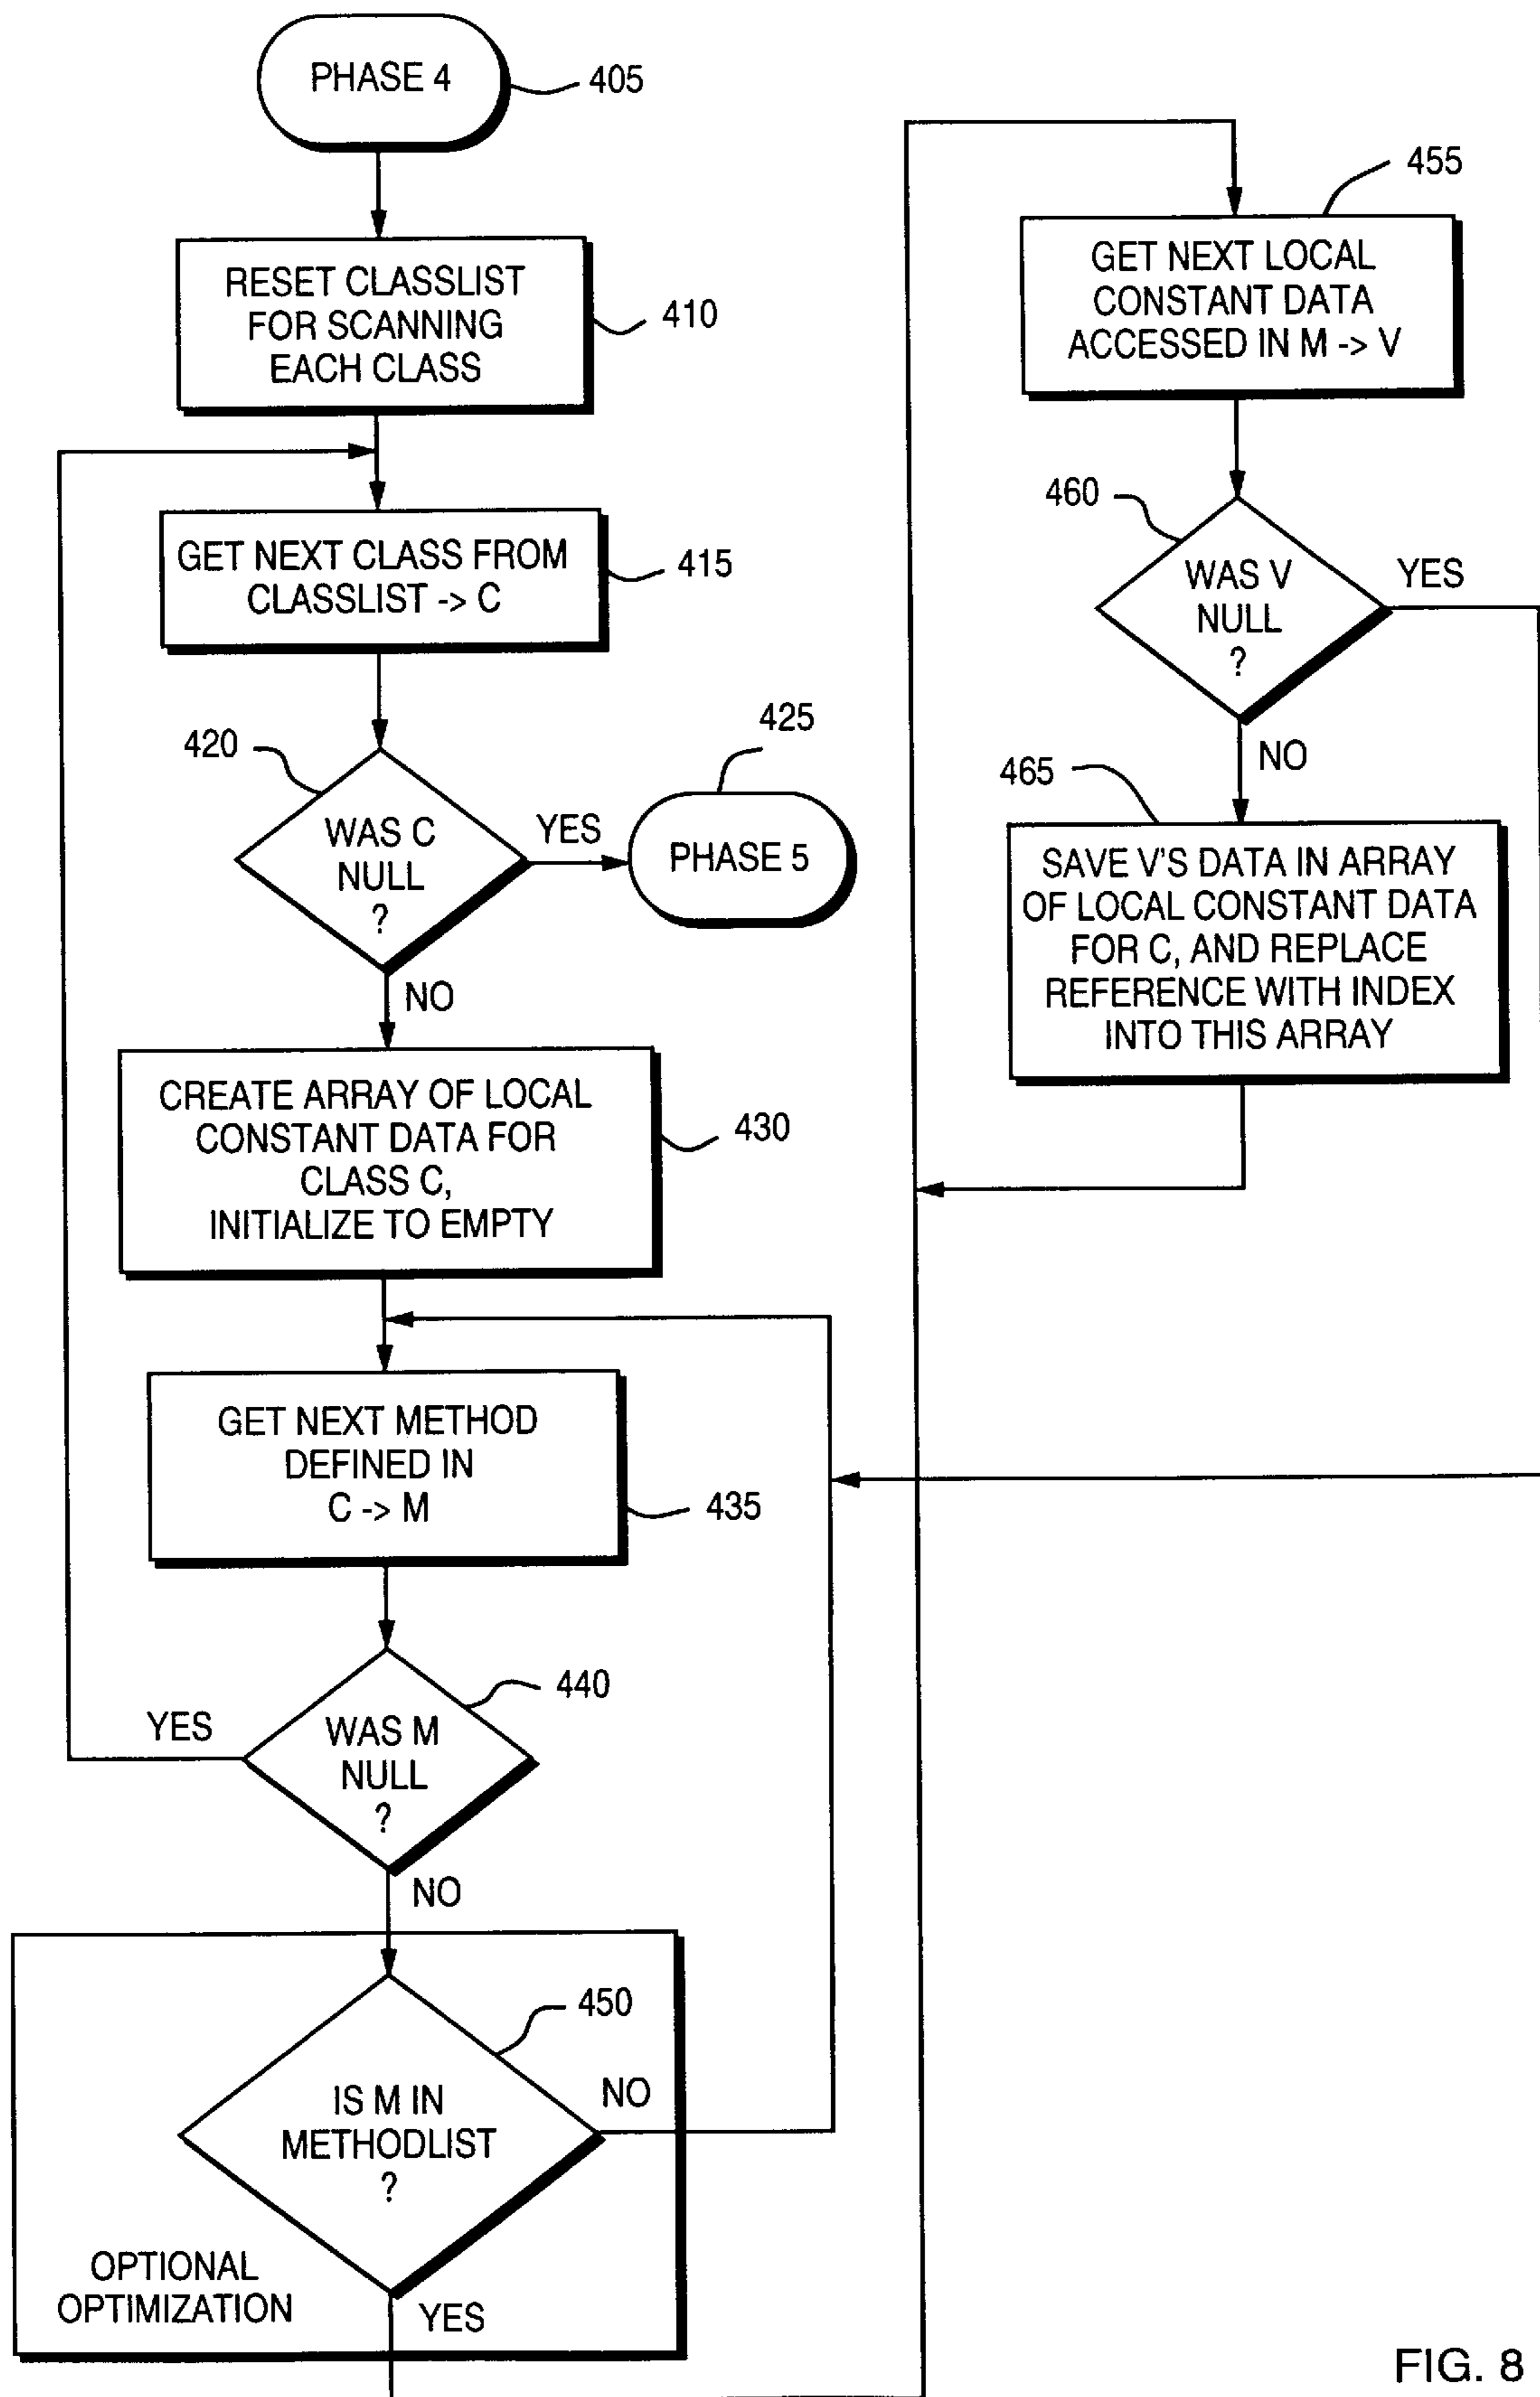 PHASE 4
405
RESET CLASSLIST
FOR SCANNING
EACH CLASS
410
GET NEXT CLASS FROM
CLASSLIST -> C
415
420
WAS C
NULL
?
YES
425
PHASE 5
NO
CREATE ARRAY OF LOCAL
CONSTANT DATA FOR
CLASS C,
INITIALIZE TO EMPTY
430
GET NEXT METHOD
DEFINED IN
C -> M
435
440
WAS M
NULL
?
YES
NO
450
IS M IN
METHODLIST
?
NO
OPTIONAL
OPTIMIZATION
YES
455
GET NEXT LOCAL
CONSTANT DATA
ACCESSED IN M -> V
460
WAS V
NULL
?
YES
NO
465
SAVE V'S DATA IN ARRAY
OF LOCAL CONSTANT DATA
FOR C, AND REPLACE
REFERENCE WITH INDEX
INTO THIS ARRAY
FIG. 8